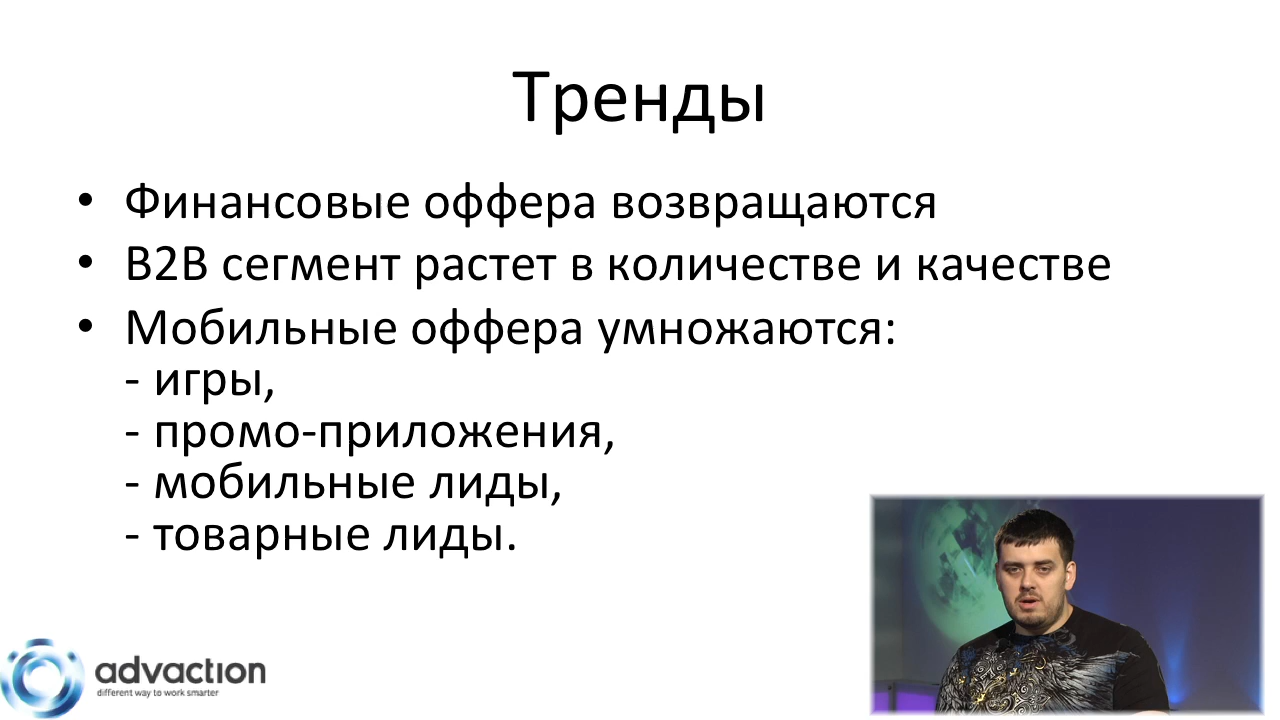 Тренды
• Финансовые оффера возвращаются
• B2B сегмент растет в количестве и качестве
• Мобильные оффера умножаются:
- игры,
- промо-приложения,
- мобильные лиды,
- товарные лиды.
advaction
different way to work smarter